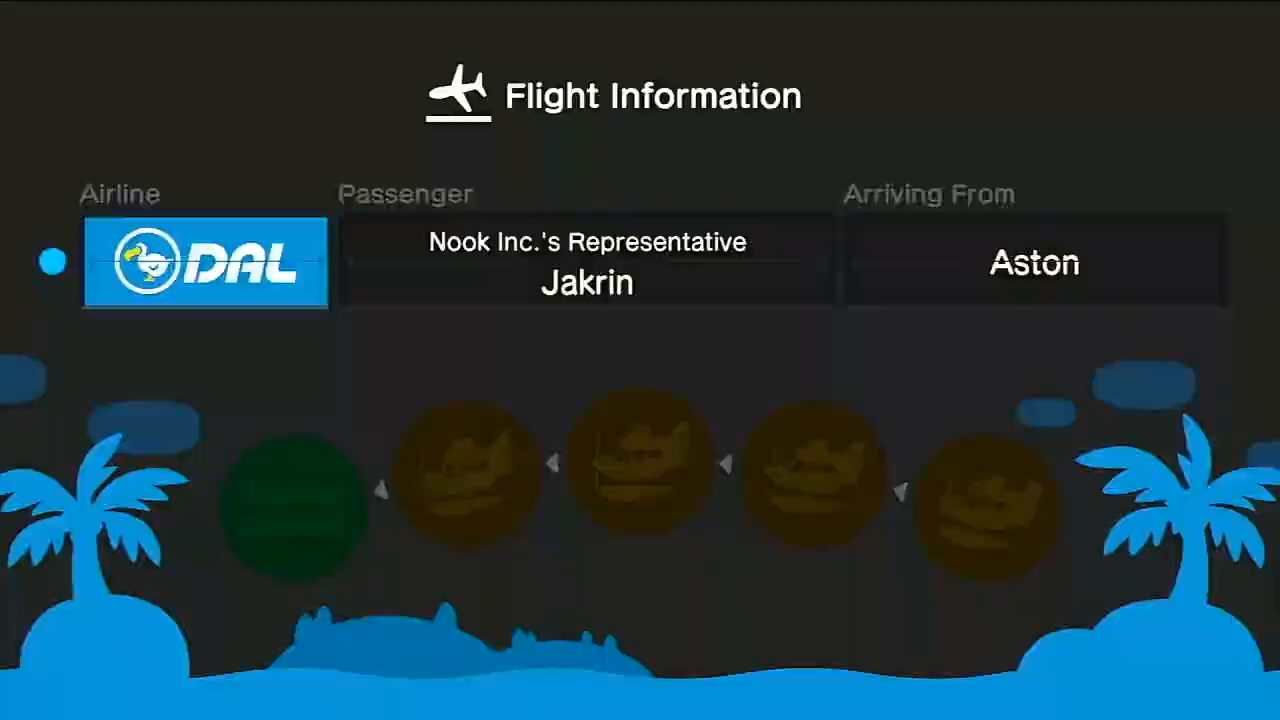 Flight Information
Airline
Passenger
Arriving From
DAL
Nook Inc.'s Representative
Jakrin
Aston